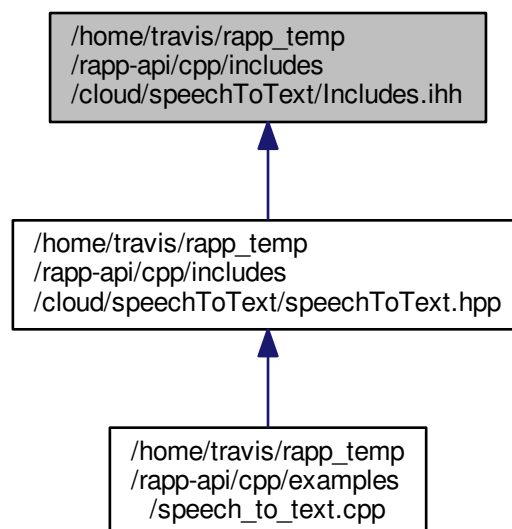 /home/travis/rapp_temp
/rapp-api/cpp/includes
/cloud/speechToText/Includes.ihh
/home/travis/rapp_temp
/rapp-api/cpp/includes
/cloud/speechToText/speechToText.hpp
/home/travis/rapp_temp
/rapp-api/cpp/examples
/speech_to_text.cpp